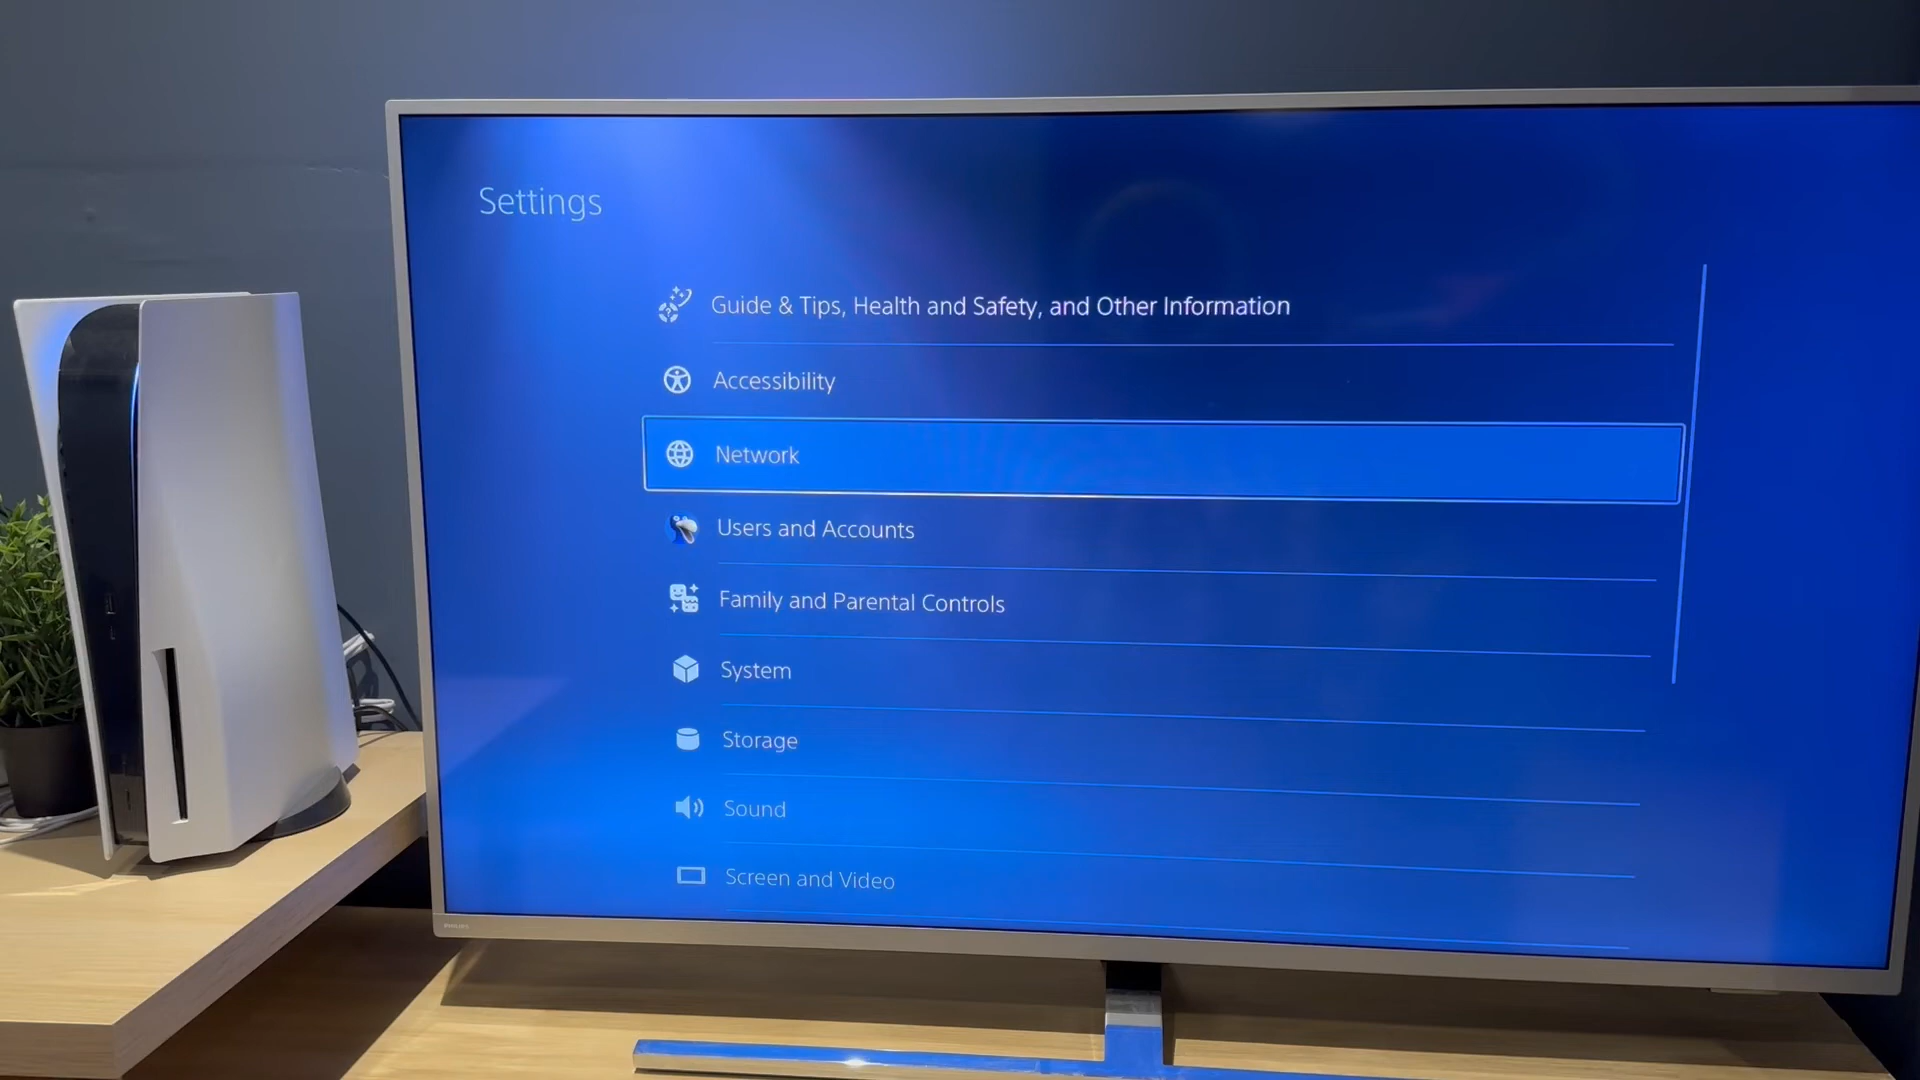 Settings
Guide & Tips, Health and Safety, and Other Information
Accessibility
Network
Users and Accounts
Family and Parental Controls
System
Storage
Sound
Screen and Video
PHILIPS